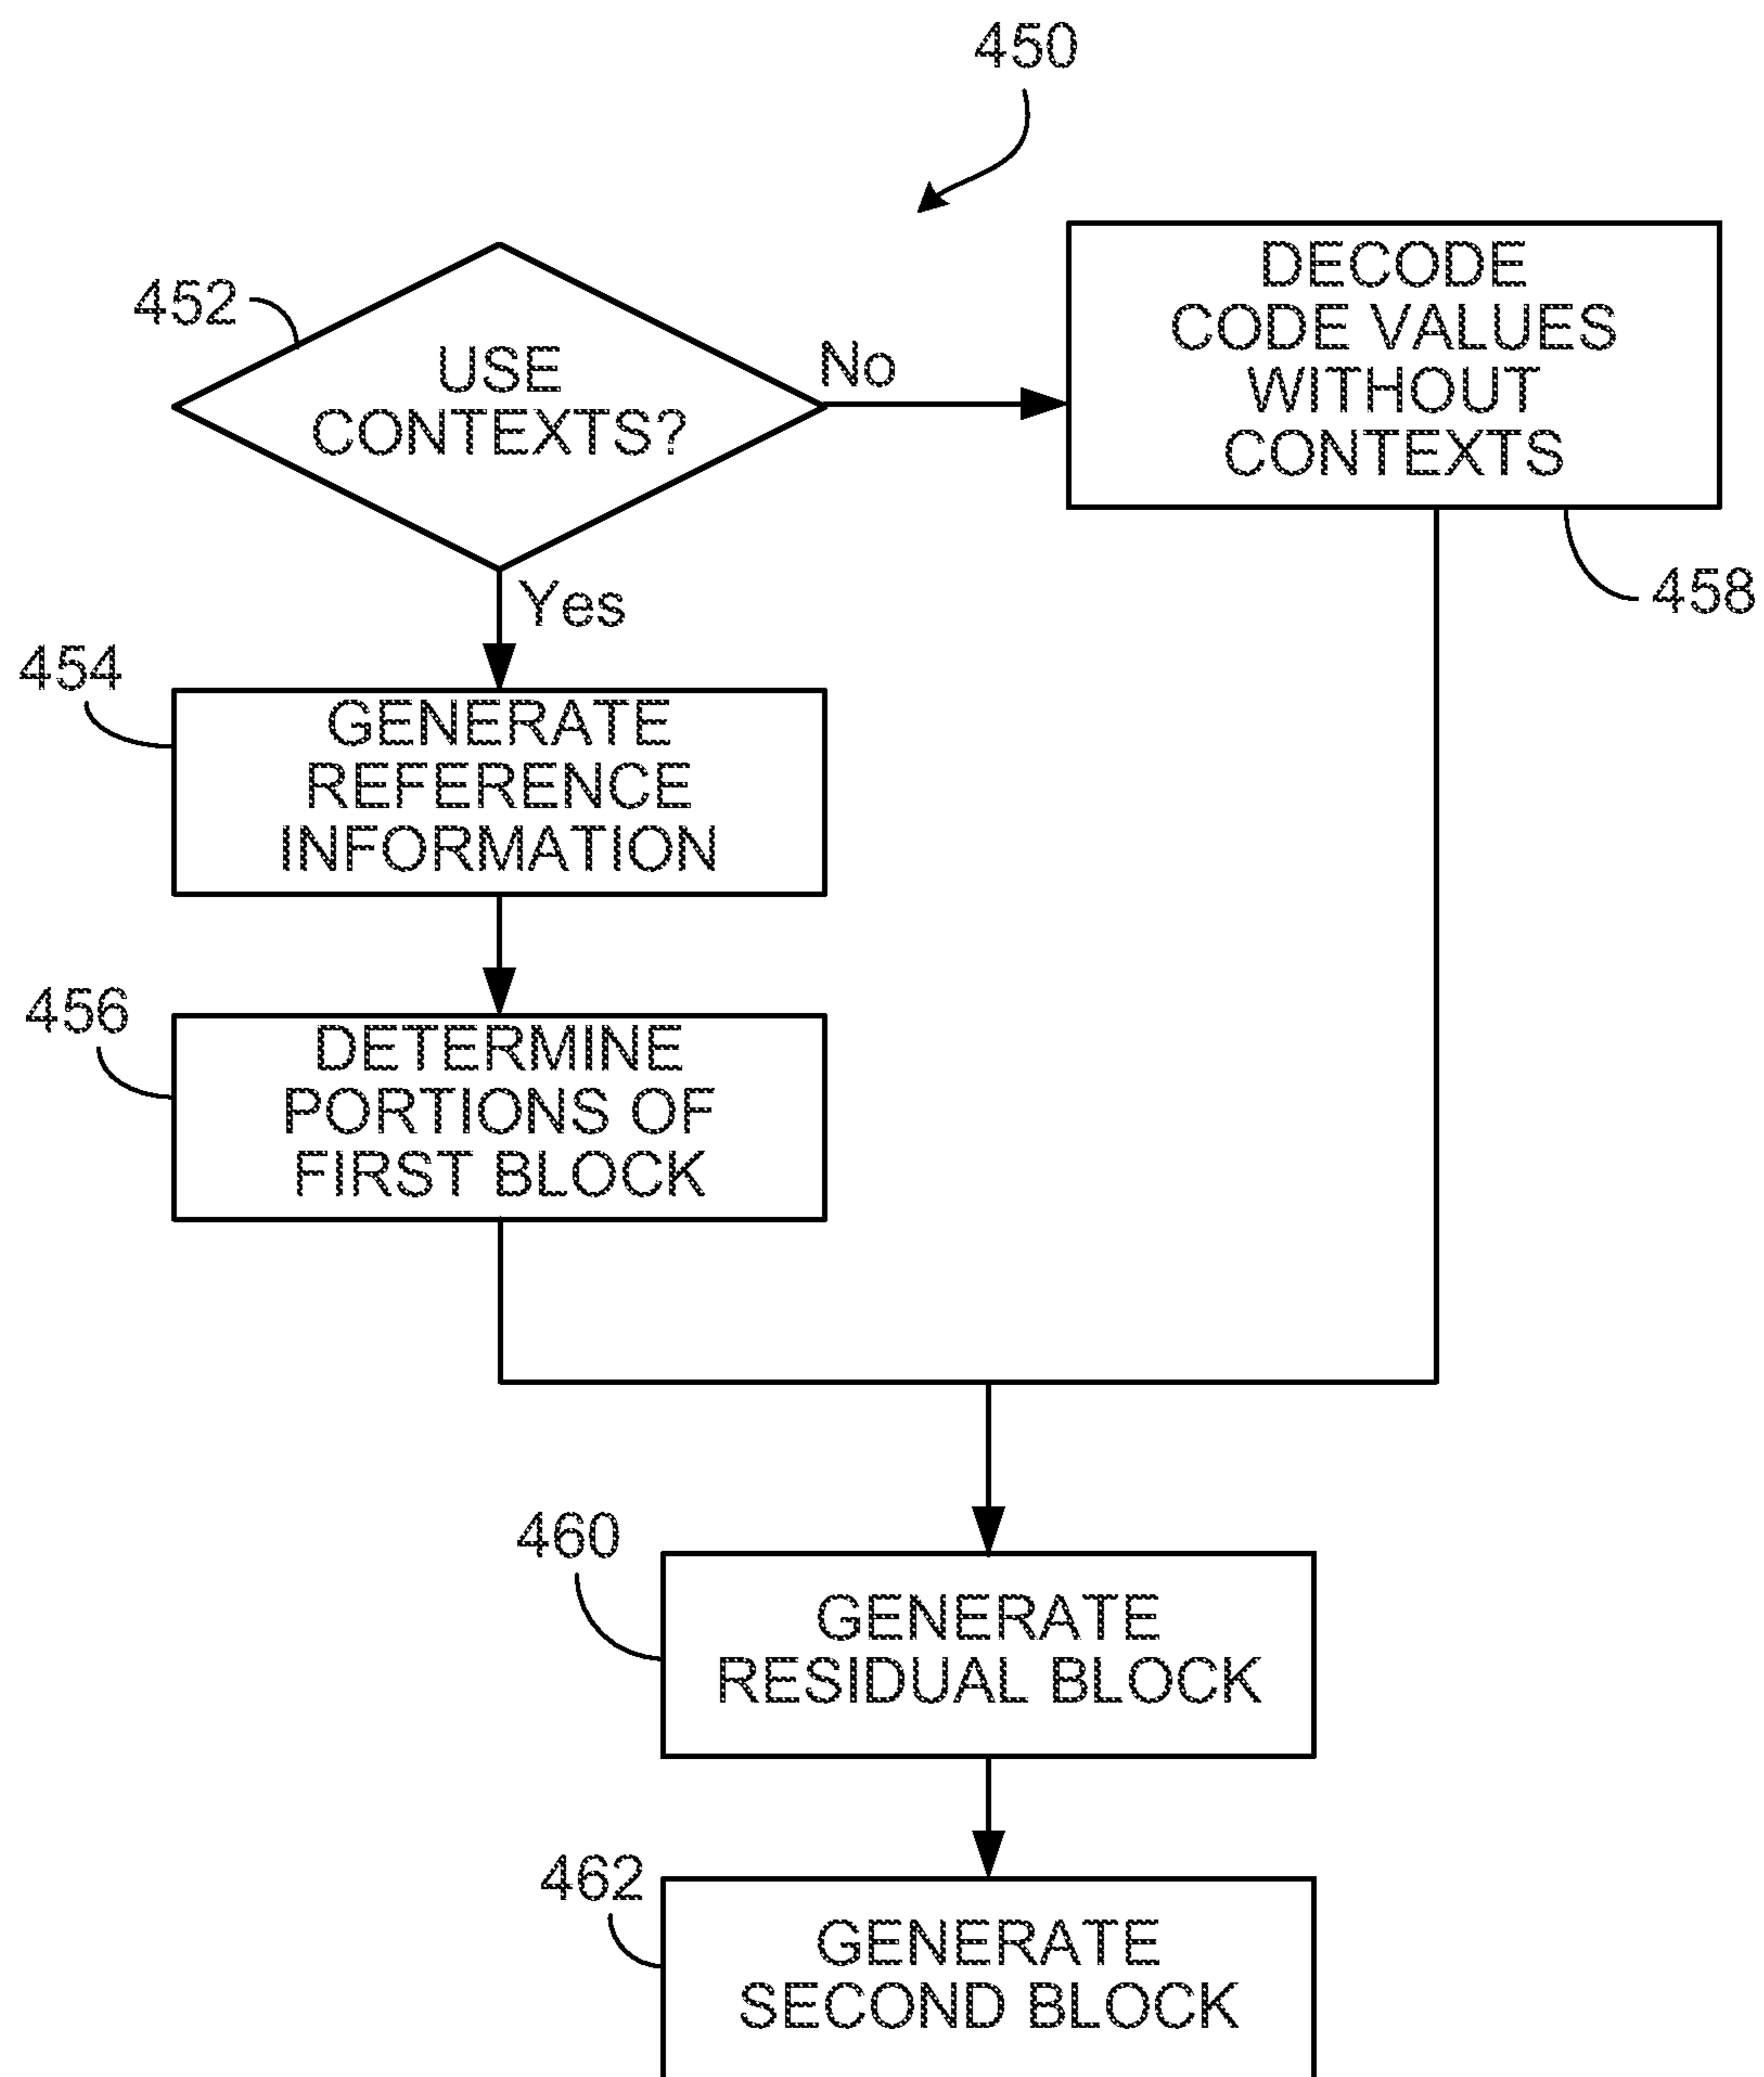 450
452
USE
CONTEXTS?
No
DECODE
CODE VALUES
WITHOUT
CONTEXTS
458
Yes
454
GENERATE
REFERENCE
INFORMATION
456
DETERMINE
PORTIONS OF
FIRST BLOCK
460
GENERATE
RESIDUAL BLOCK
462
GENERATE
SECOND BLOCK